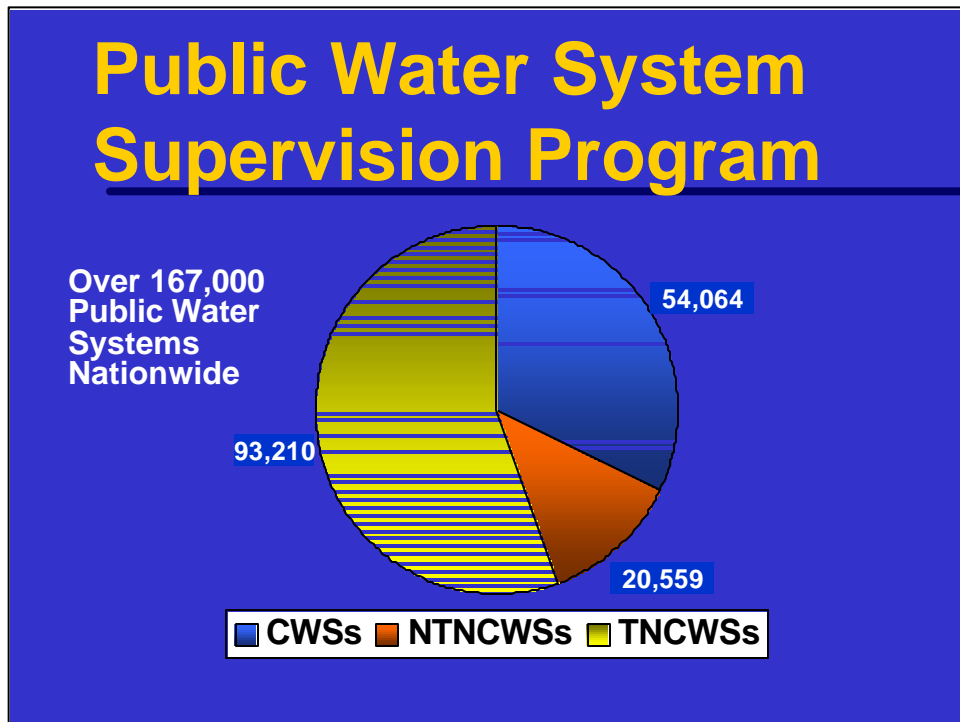 Public Water System
Supervision Program
Over 167,000
Public Water
Systems
Nationwide
54,064
93,210
20,559
CWSs NTNCWSs TNCWSs